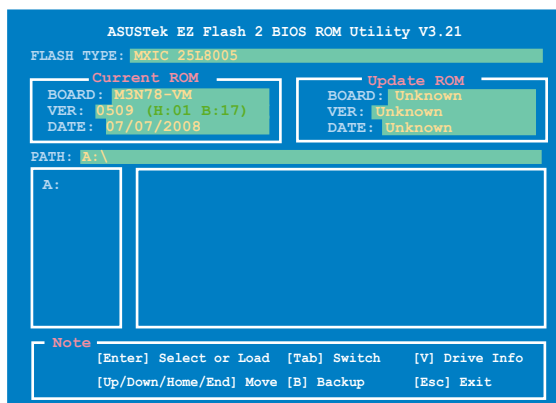 ASUSTek EZ Flash 2 BIOS ROM Utility V3.21
FLASH TYPE: MXIC 25L8005
Current ROM
BOARD: M3N78-VM
VER: 0509 (H:01 B:17)
DATE: 07/07/2008
Update ROM
BOARD: Unknown
VER: Unknown
DATE: Unknown
PATH: A:\
A:
Note
[Enter] Select or Load [Tab] Switch [V] Drive Info
[Up/Down/Home/End] Move [B] Backup [Esc] Exit